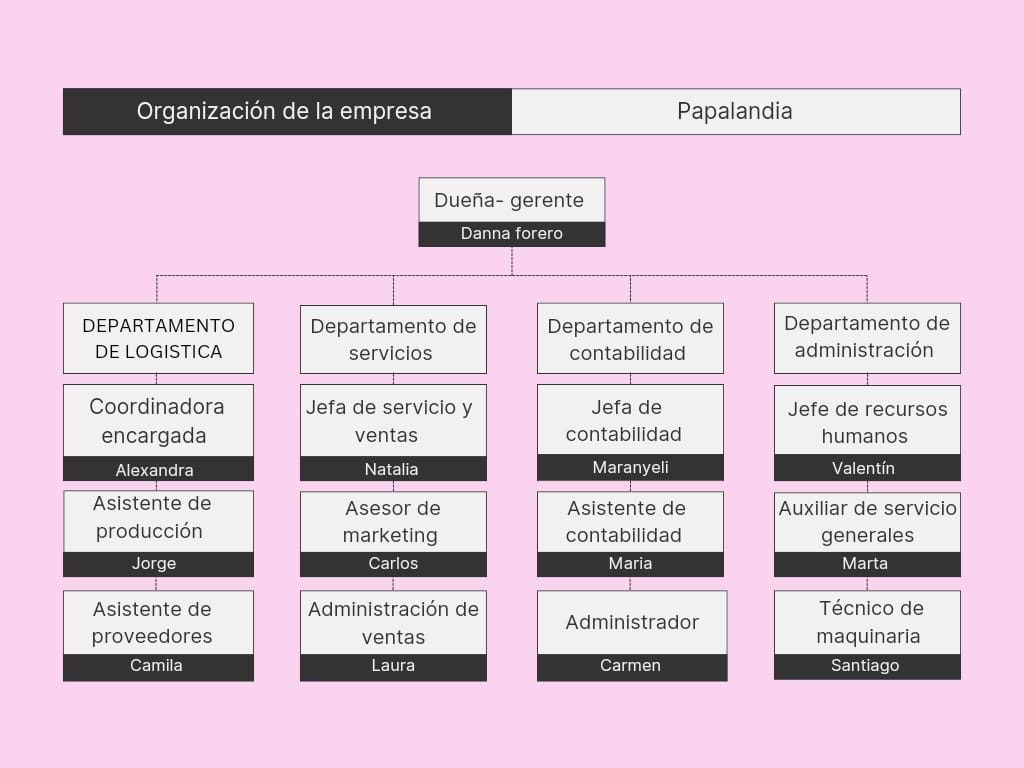 Organización de la empresa
Papalandia
Dueña- gerente
Danna forero
DEPARTAMENTO
DE LOGISTICA
Departamento de
servicios
Departamento de
contabilidad
Departamento de
administración
Coordinadora
encargada
Alexandra
Jefa de servicio y
ventas
Natalia
Jefa de
contabilidad
Maranyeli
Jefe de recursos
humanos
Valentín
Asistente de
producción
Jorge
Asesor de
marketing
Carlos
Asistente de
contabilidad
Maria
Auxiliar de servicio
generales
Marta
Asistente de
proveedores
Camila
Administración de
ventas
Laura
Administrador
Carmen
Técnico de
maquinaria
Santiago